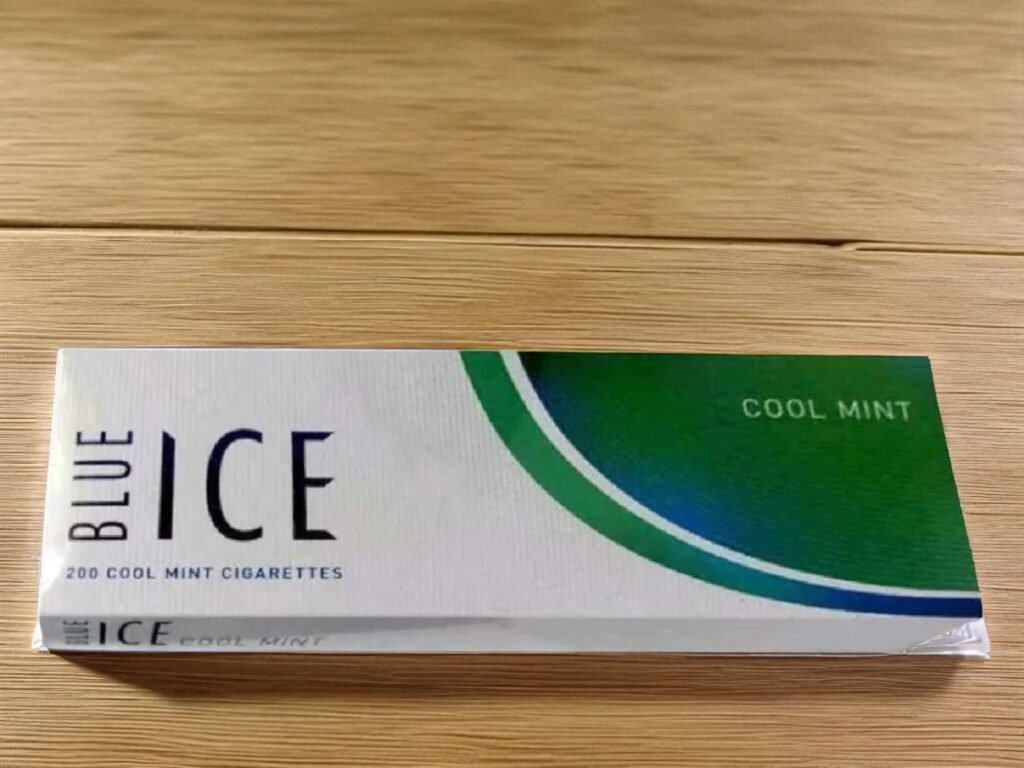 BLUE ICE
COOL MINT
200 COOL MINT CIGARETTES
BLUE ICE COOL MINT